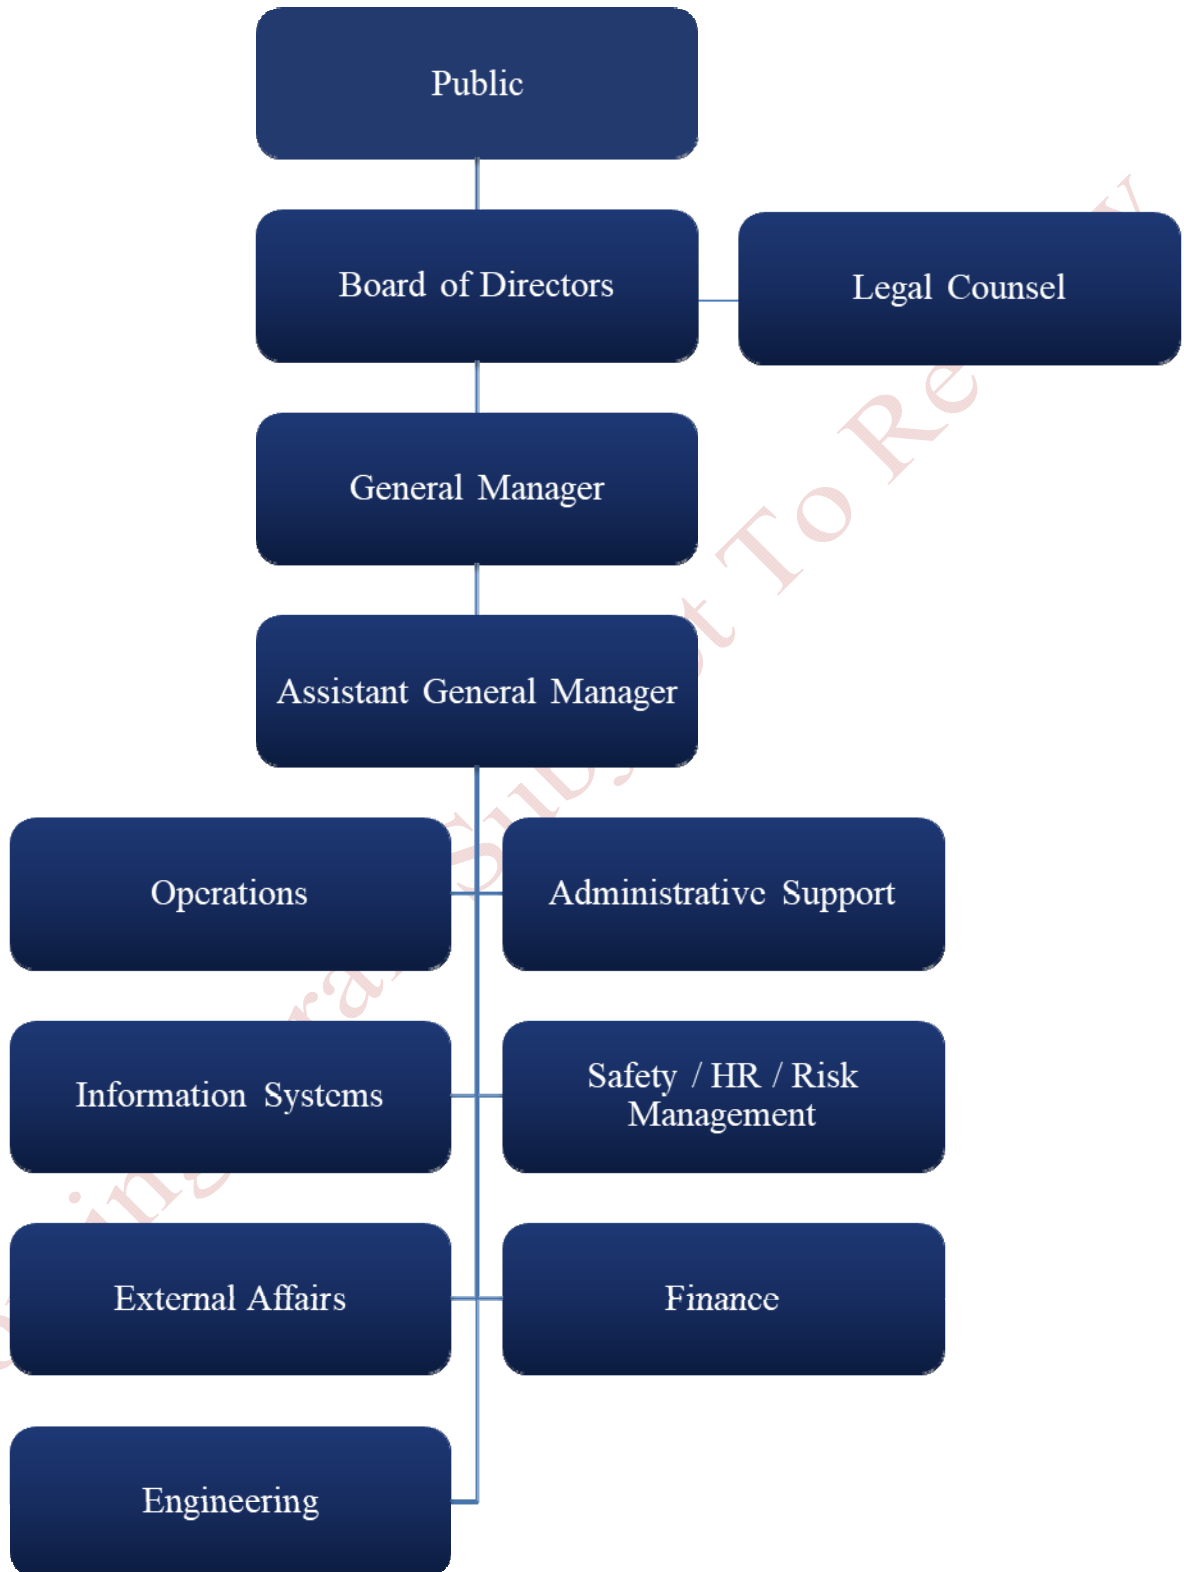 Public
Board of Directors
Legal Counsel
General Manager
Assistant General Manager
Operations
Administrative Support
Information Systems
Safety / HR / Risk
Management
External Affairs
Finance
Engineering
To